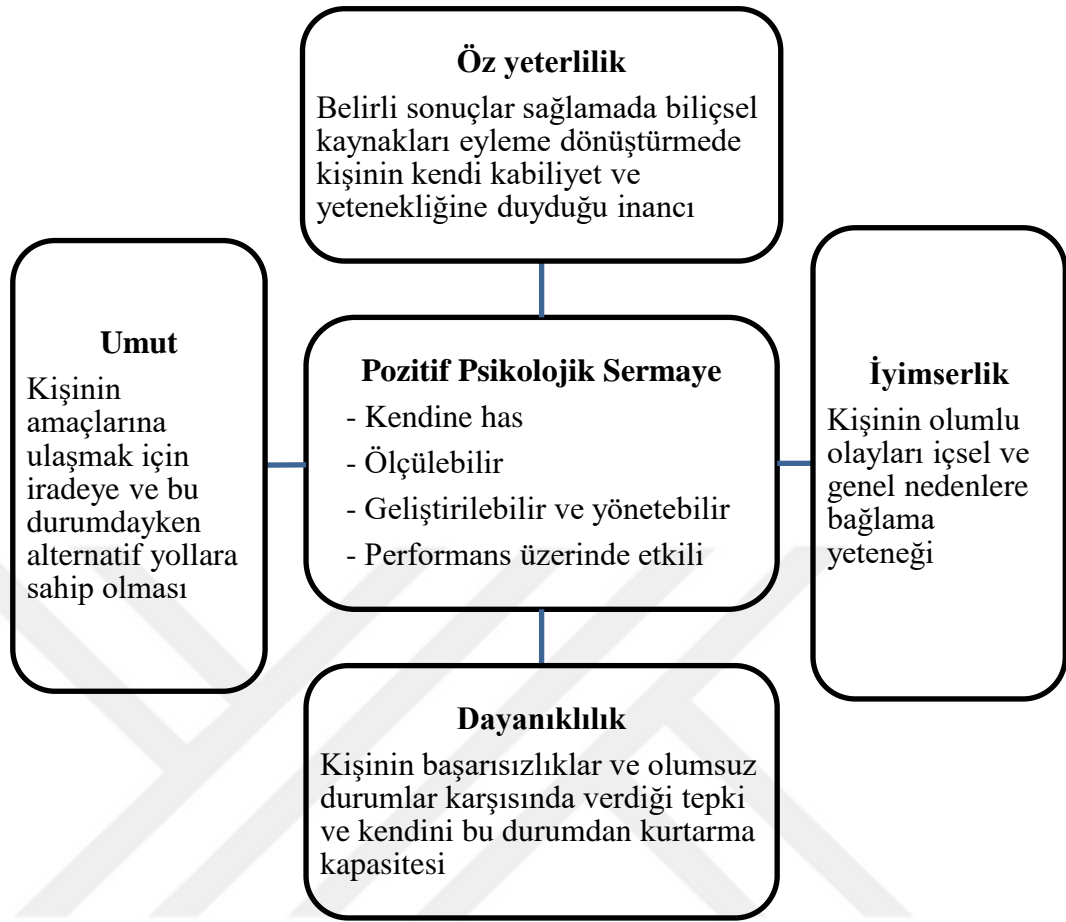 Öz yeterlilik
Belirli sonuçlar sağlamada biliçsel
kaynakları eyleme dönüştürmede
kişinin kendi kabiliyet ve
yetenekliğine duyduğu inancı
Umut
Kişinin
amaçlarına
ulaşmak için
iradeye ve bu
durumdayken
alternatif yollara
sahip olması
Pozitif Psikolojik Sermaye
- Kendine has
- Ölçülebilir
- Geliştirilebilir ve yönetebilir
- Performans üzerinde etkili
İyimserlik
Kişinin olumlu
olayları içsel ve
genel nedenlere
bağlama
yeteneği
Dayanıklılık
Kişinin başarısızlıklar ve olumsuz
durumlar karşısında verdiği tepki
ve kendini bu durumdan kurtarma
kapasitesi